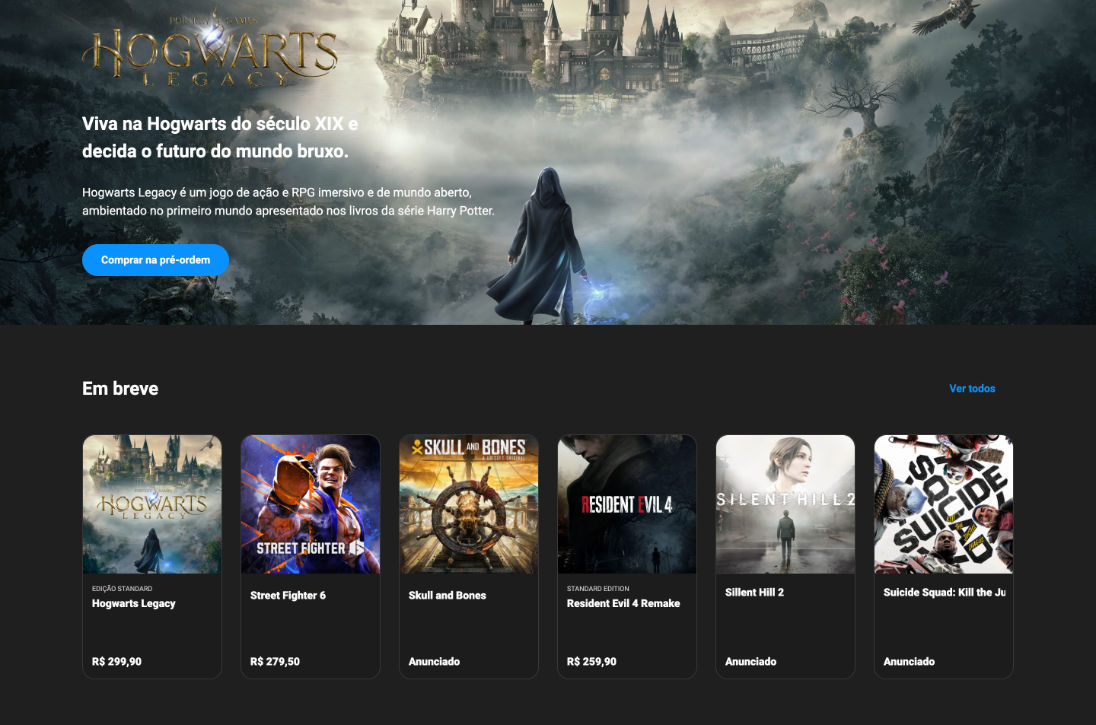 PORTKEY GAMES
HOGWARTS
LEGACY
Viva na Hogwarts do século XIX e
decida o futuro do mundo bruxo.
Hogwarts Legacy é um jogo de ação e RPG imersivo e de mundo aberto,
ambientado no primeiro mundo apresentado nos livros da série Harry Potter.
Comprar na pré-ordem
Em breve
Ver todos
HOGWARTS
LEGACY
STREET FIGHTER 6
SKULL AND BONES
A UBISOFT ORIGINAL
RESIDENT EVIL 4
SILENT HILL 2
SUICIDE
SQUAD
EDIÇÃO STANDARD
Hogwarts Legacy
R$ 299,90
Street Fighter 6
R$ 279,50
Skull and Bones
Anunciado
STANDARD EDITION
Resident Evil 4 Remake
R$ 259,90
Sillent Hill 2
Anunciado
Suicide Squad: Kill the Ju
Anunciado